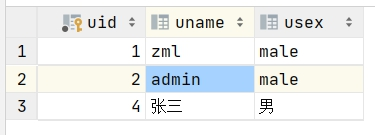 uid uname usex
1 1 zml male
2 2 admin male
3 4 张三 男